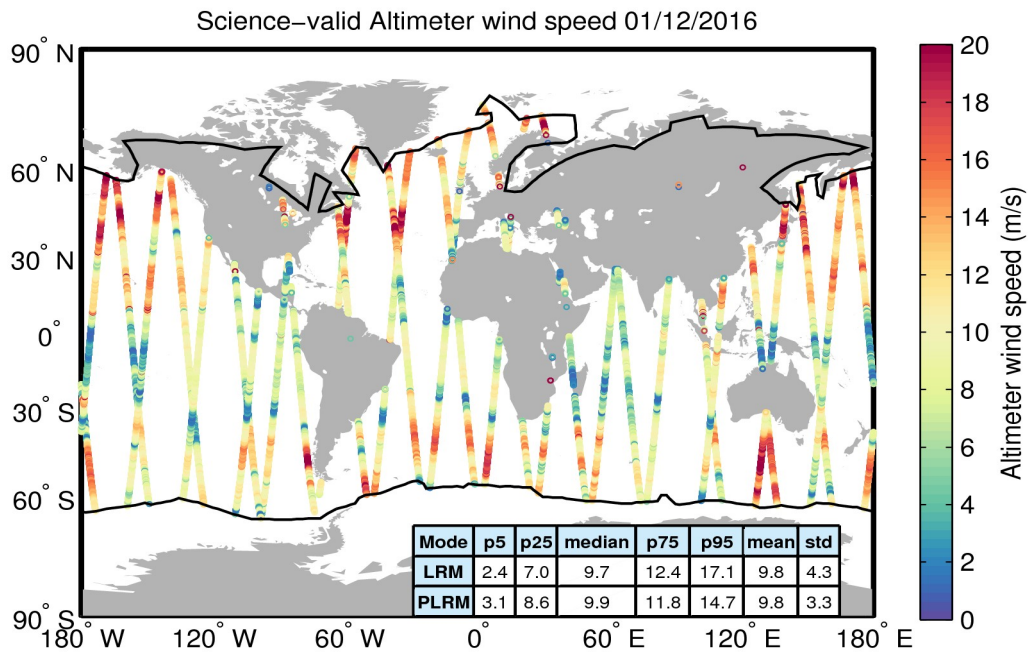 Science−valid Altimeter wind speed 01/12/2016
90° N
60° N
30° N
0°
30° S
60° S
90° S
180° W
120° W
60° W
0°
60° E
120° E
180° E
Mode p5 p25 median p75 p95 mean std
LRM 2.4 7.0 9.7 12.4 17.1 9.8 4.3
PLRM 3.1 8.6 9.9 11.8 14.7 9.8 3.3
20
18
16
14
12
10
8
6
4
2
0
Altimeter wind speed (m/s)